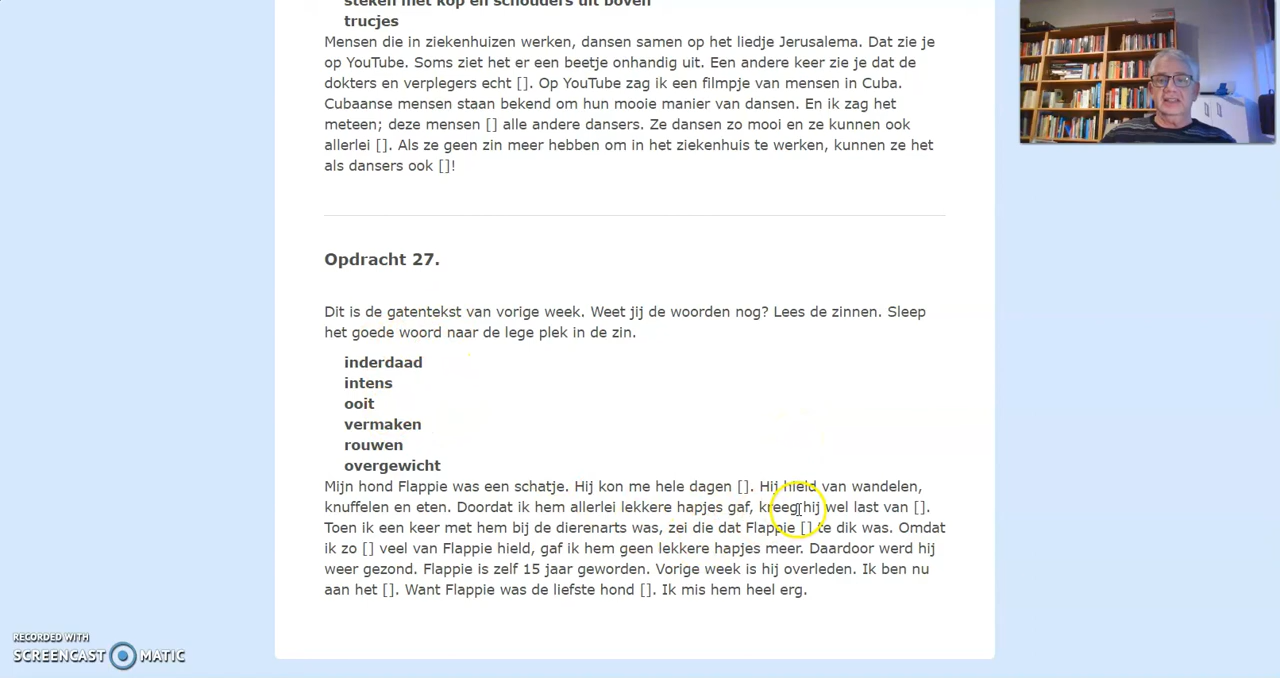 steken met kop en schouders uit boven
trucjes
Mensen die in ziekenhuizen werken, dansen samen op het liedje Jerusalema. Dat zie je
op YouTube. Soms ziet het er een beetje onhandig uit. Een andere keer zie je dat de
dokters en verplegers echt []. Op YouTube zag ik een filmpje van mensen in Cuba.
Cubaanse mensen staan bekend om hun mooie manier van dansen. En ik zag het
meteen; deze mensen [] alle andere dansers. Ze dansen zo mooi en ze kunnen ook
allerlei []. Als ze geen zin meer hebben om in het ziekenhuis te werken, kunnen ze het
als dansers ook []!
Opdracht 27.
Dit is de gatentekst van vorige week. Weet jij de woorden nog? Lees de zinnen. Sleep
het goede woord naar de lege plek in de zin.
inderdaad
intens
ooit
vermaken
rouwen
overgewicht
Mijn hond Flappie was een schatje. Hij kon me hele dagen []. Hij hield van wandelen,
knuffelen en eten. Doordat ik hem allerlei lekkere hapjes gaf, kreeg hij wel last van [].
Toen ik een keer met hem bij de dierenarts was, zei die dat Flappie [] te dik was. Omdat
ik zo [] veel van Flappie hield, gaf ik hem geen lekkere hapjes meer. Daardoor werd hij
weer gezond. Flappie is zelf 15 jaar geworden. Vorige week is hij overleden. Ik ben nu
aan het []. Want Flappie was de liefste hond []. Ik mis hem heel erg.
RECORDED WITH
SCREENCAST MATIC